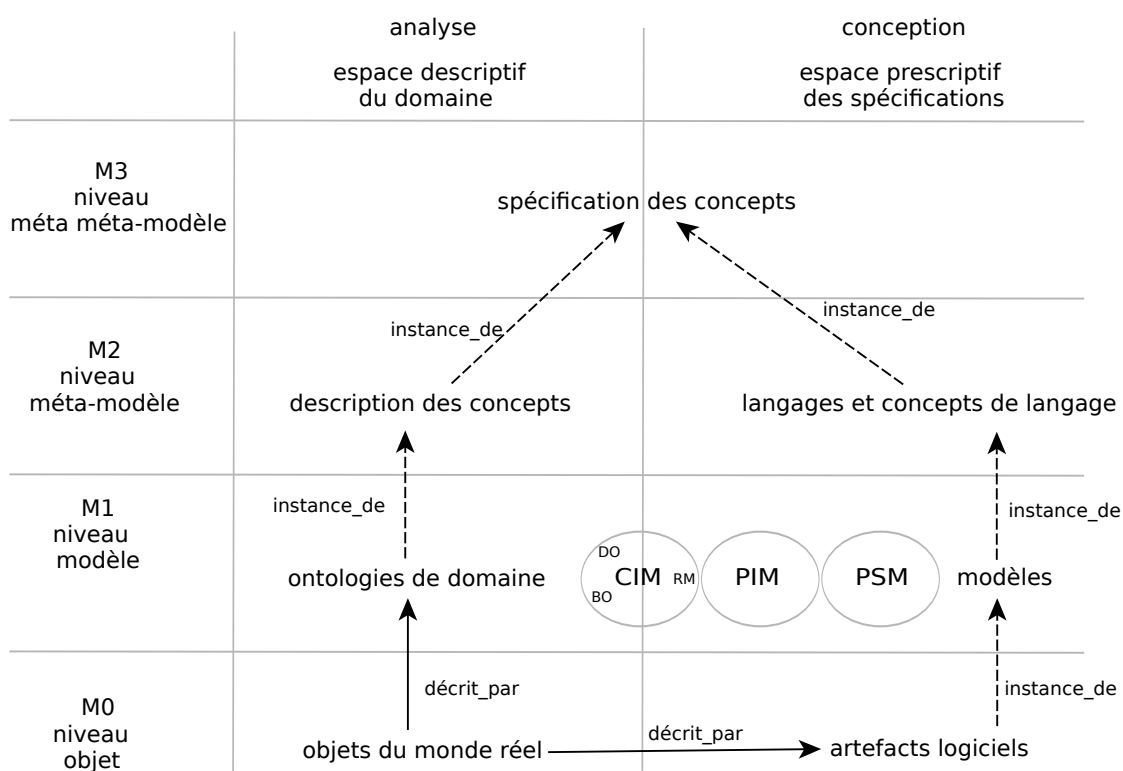 analyse
conception
espace descriptif
du domaine
espace prescriptif
des spécifications
M3
niveau
méta méta-modèle
spécification des concepts
instance_de
instance_de
M2
niveau
méta-modèle
description des concepts
langages et concepts de langage
M1
niveau
modèle
instance_de
instance_de
ontologies de domaine
DO
CIM
RM
BO
PIM
PSM
modèles
décrit_par
instance_de
M0
niveau
objet
objets du monde réel
décrit_par
artefacts logiciels